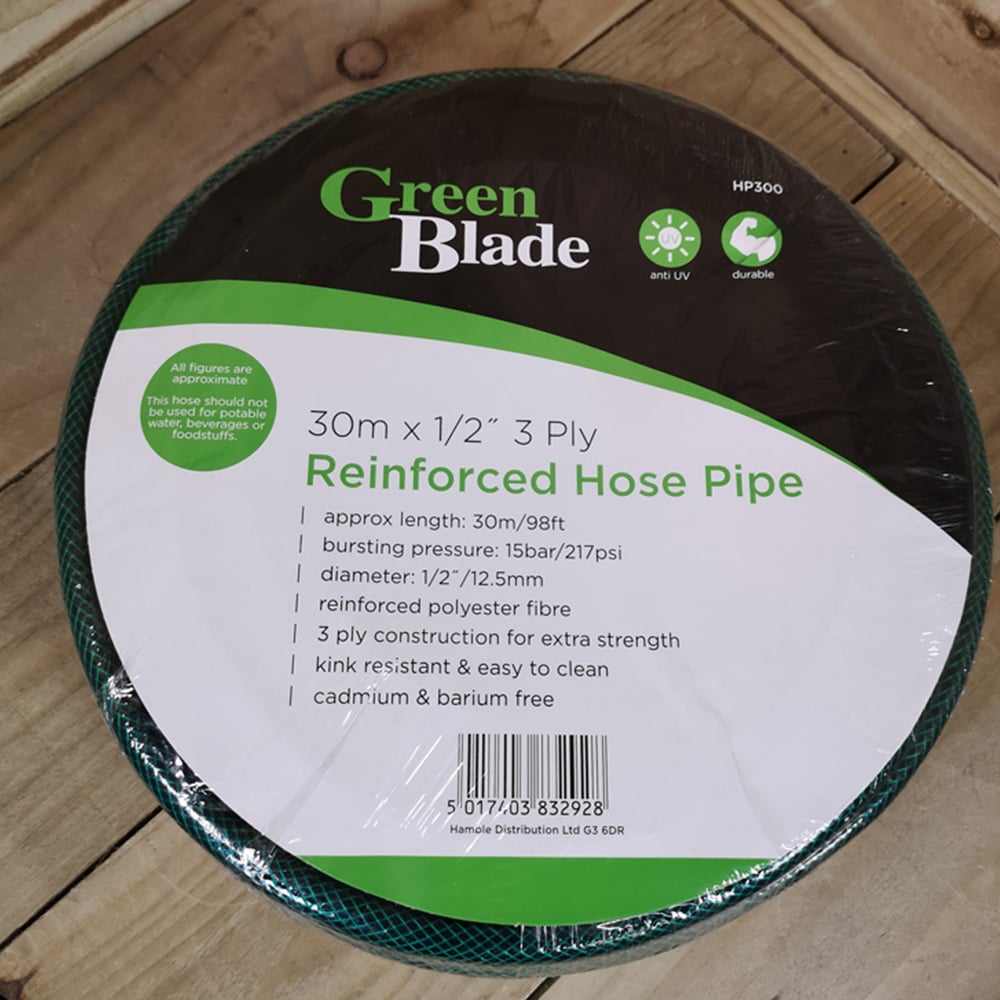 Green
Blade
HP300
UV
anti UV
durable
All figures are
approximate
This hose should not
be used for potable
water, beverages or
foodstuffs.
30m x 1/2˝ 3 Ply
Reinforced Hose Pipe
approx length: 30m/98ft
bursting pressure: 15bar/217psi
diameter: 1/2˝/12.5mm
reinforced polyester fibre
3 ply construction for extra strength
kink resistant & easy to clean
cadmium & barium free
5 017403 832928
Hamble Distribution Ltd G3 6DR